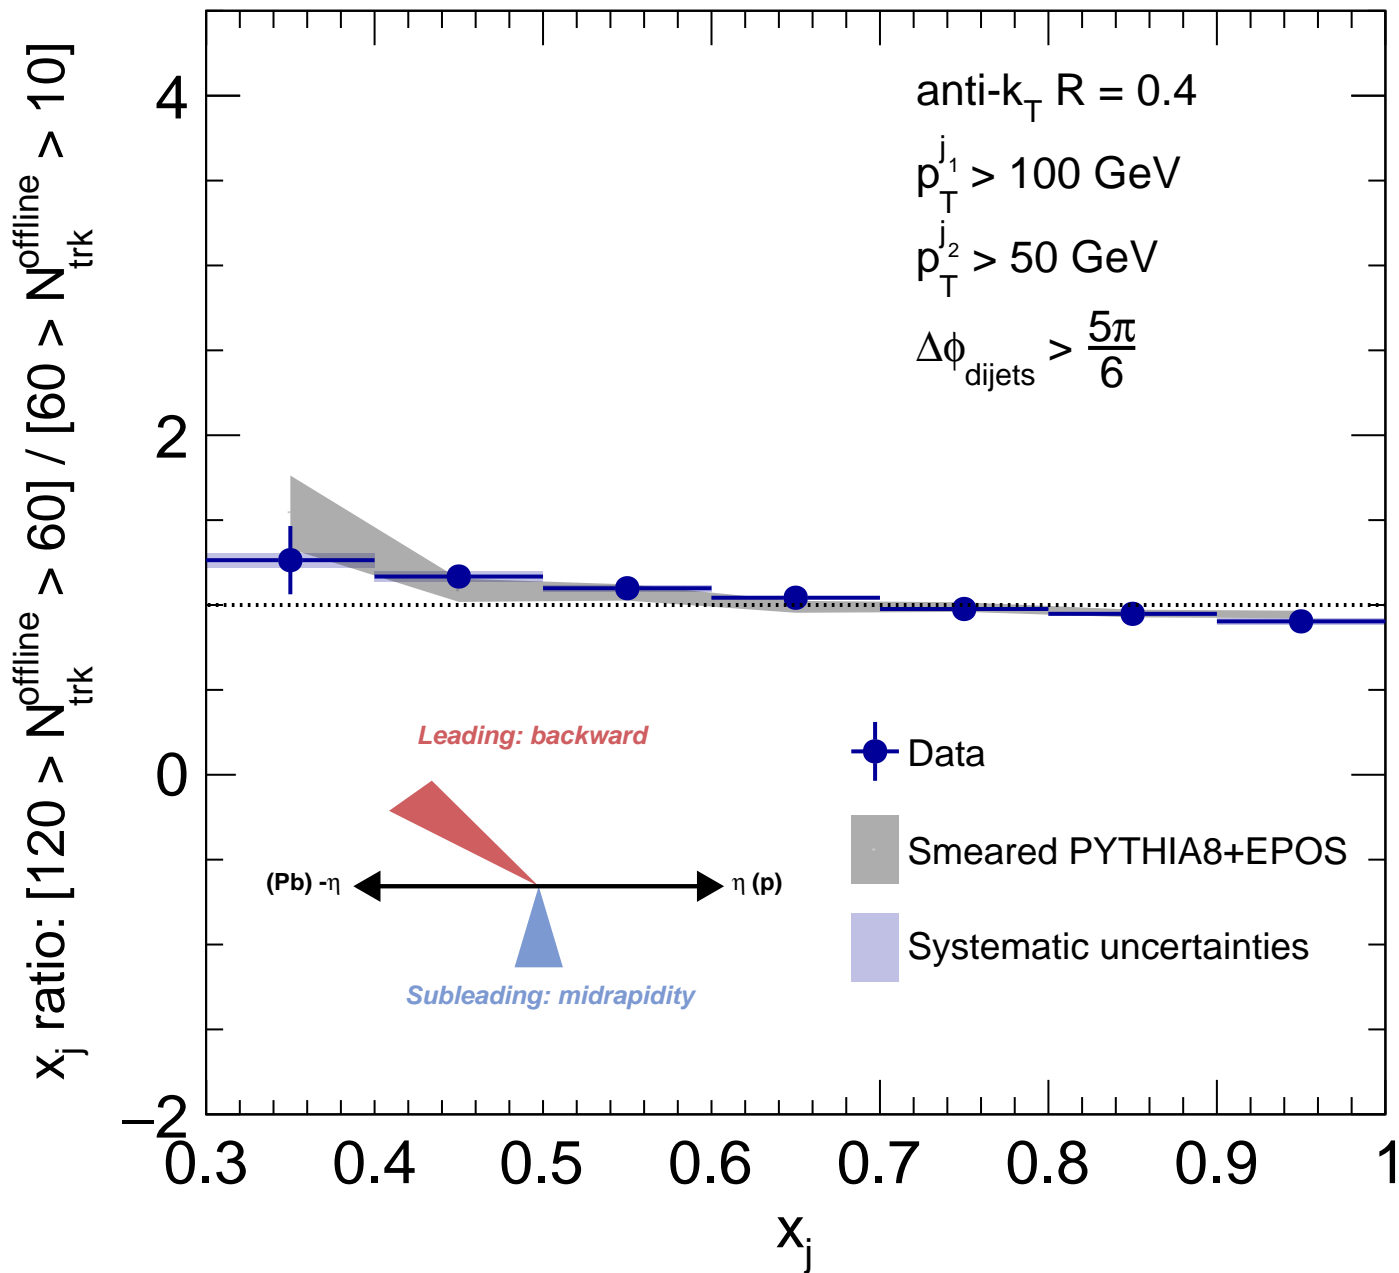 x_j ratio: [120 > N_trk^offline > 60] / [60 > N_trk^offline > 10]
4
2
0
−2
anti-k_T R = 0.4
p_T^j_1 > 100 GeV
p_T^j_2 > 50 GeV
Δϕ_dijets > 5π/6
Leading: backward
(Pb) -η
η (p)
Subleading: midrapidity
Data
Smeared PYTHIA8+EPOS
Systematic uncertainties
0.3 0.4 0.5 0.6 0.7 0.8 0.9 1
x_j